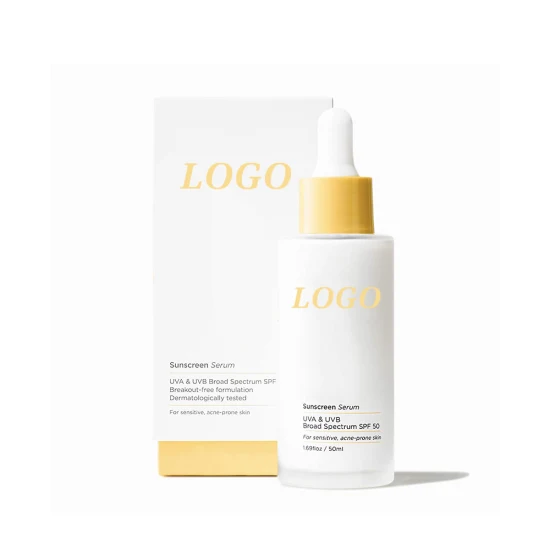 LOGO
Sunscreen Serum
UVA & UVB Broad Spectrum SPF
Breakout-free formulation
Dermatologically tested
For sensitive, acne-prone skin
LOGO
Sunscreen Serum
UVA & UVB
Broad Spectrum SPF 50
For sensitive, acne-prone skin
1.69floz / 50ml